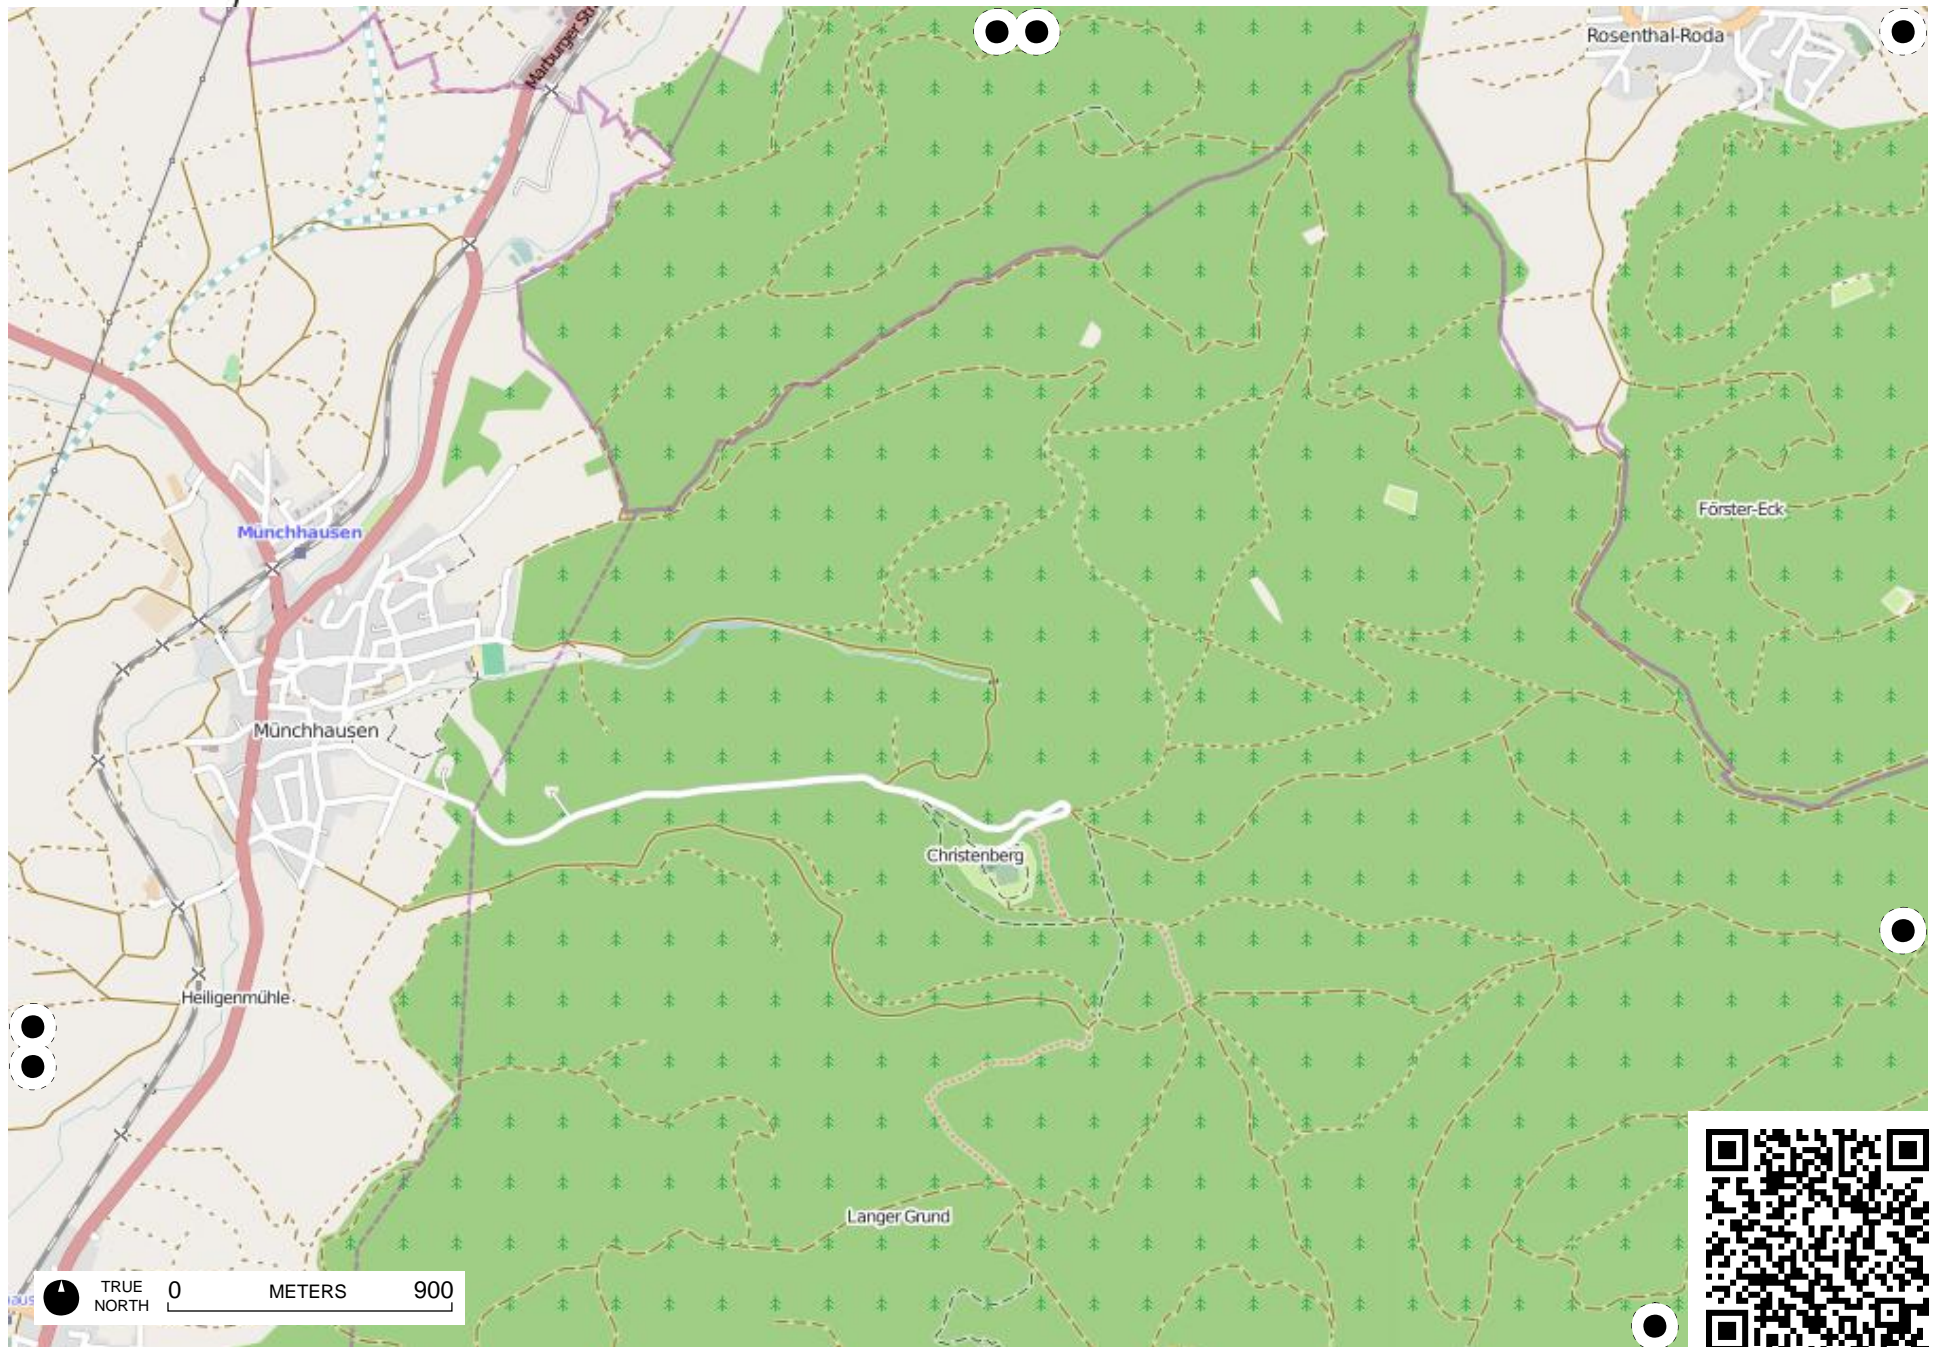 Marburger Str
Rosenthal-Roda
Förster-Eck
Münchhausen
Münchhausen
Christenberg
Heiligenmühle
Langer Grund
TRUE NORTH
0 METERS 900